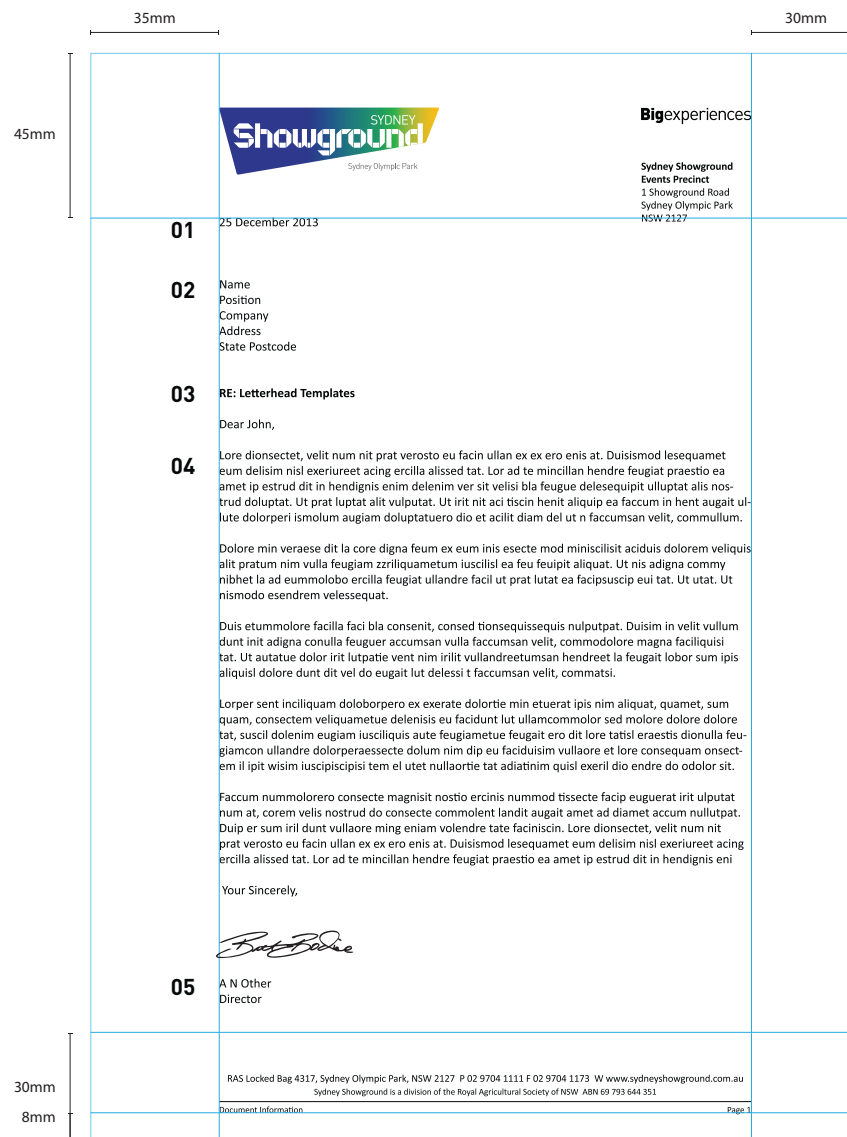 35mm
30mm
45mm
SYDNEY
Showground
Sydney Olympic Park
Bigexperiences
Sydney Showground
Events Precinct
1 Showground Road
Sydney Olympic Park
NSW 2127
01
25 December 2013
02
Name
Position
Company
Address
State Postcode
03
RE: Letterhead Templates
Dear John,
04
Lore dionsectet, velit num nit prat verosto eu facin ullan ex ex ero enis at. Duisismod lesequamet
eum delisim nisl exeriureet acing ercilla alissed tat. Lor ad te mincillan hendre feugiat praestio ea
amet ip estrud dit in hendignis enim delenim ver sit velisi bla feugue delesequipit ulluptat alis nos-
trud doluptat. Ut prat luptat alit vulputat. Ut irit nit aci tiscin henit aliquip ea faccum in hent augait ul-
lute dolorperi ismolum augiam doluptatuero dio et acilit diam del ut n faccumsan velit, commullum.
Dolore min veraese dit la core digna feum ex eum inis esecte mod miniscilisit aciduis dolorem veliquis
alit pratum nim vulla feugiam zzriliquametum iuscilisl ea feu feuipit aliquat. Ut nis adigna commy
nibhet la ad eummolobo ercilla feugiat ullandre facil ut prat lutat ea facipsuscip eui tat. Ut utat. Ut
nismodo esendrem velessequat.
Duis etummolore facilla faci bla consenit, consed tionsequissequis nulputpat. Duisim in velit vullum
dunt init adigna conulla feuguer accumsan vulla faccumsan velit, commodolore magna faciliquisi
tat. Ut autatue dolor irit lutpatie vent nim irilit vullandreetumsan hendreet la feugait lobor sum ipis
aliquisl dolore dunt dit vel do eugait lut delessi t faccumsan velit, commatsi.
Lorper sent inciliquam doloborpero ex exerate dolortie min etuerat ipis nim aliquat, quamet, sum
quam, consectem veliquametue delenisis eu facidunt lut ullamcommolor sed molore dolore dolore
tat, suscil dolenim eugiam iusciliquis aute feugiametue feugait ero dit lore tatisl eraestis dionulla feu-
giamcon ullandre dolorperaessecte dolum nim dip eu faciduisim vullaore et lore consequam onsect-
em il ipit wisim iuscipiscipisi tem el utet nullaortie tat adiatinim quisl exeril dio endre do odolor sit.
Faccum nummolorero consecte magnisit nostio ercinis nummod tissecte facip euguerat irit ulputat
num at, corem velis nostrud do consecte commolent landit augait amet ad diamet accum nullutpat.
Duip er sum iril dunt vullaore ming eniam volendre tate faciniscin. Lore dionsectet, velit num nit
prat verosto eu facin ullan ex ex ero enis at. Duisismod lesequamet eum delisim nisl exeriureet acing
ercilla alissed tat. Lor ad te mincillan hendre feugiat praestio ea amet ip estrud dit in hendignis eni
Your Sincerely,
05
A N Other
Director
30mm
RAS Locked Bag 4317, Sydney Olympic Park, NSW 2127 P 02 9704 1111 F 02 9704 1173 W www.sydneyshowground.com.au
Sydney Showground is a division of the Royal Agricultural Society of NSW ABN 69 793 644 351
8mm
Document Information
Page 1